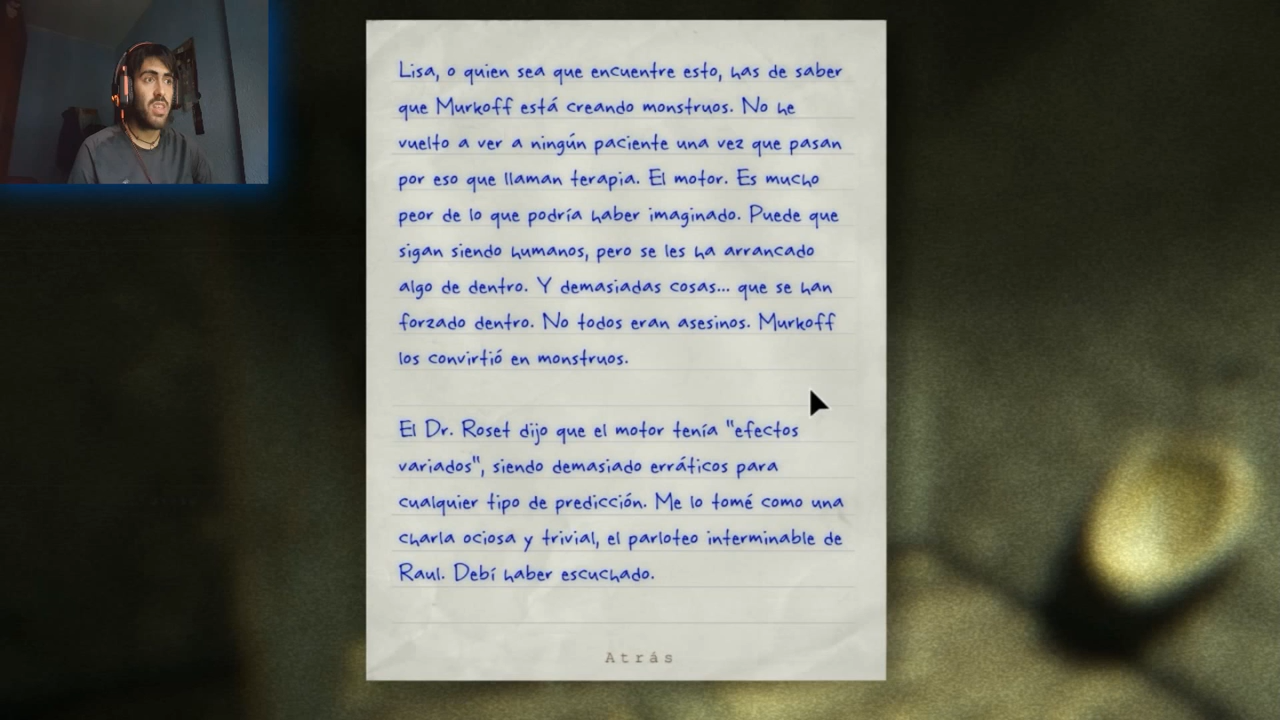 Lisa, o quien sea que encuentre esto, has de saber
que Murkoff está creando monstruos. No he
vuelto a ver a ningún paciente una vez que pasan
por eso que llaman terapia. El motor. Es mucho
peor de lo que podría haber imaginado. Puede que
sigan siendo humanos, pero se les ha arrancado
algo de dentro. Y demasiadas cosas... que se han
forzado dentro. No todos eran asesinos. Murkoff
los convirtió en monstruos.
El Dr. Roset dijo que el motor tenía "efectos
variados", siendo demasiado erráticos para
cualquier tipo de predicción. Me lo tomé como una
charla ociosa y trivial, el parloteo interminable de
Raul. Debí haber escuchado.
Atrás